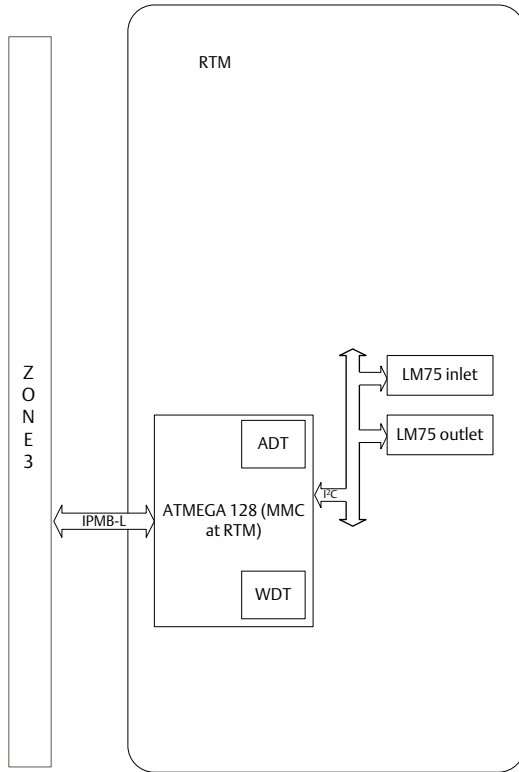 RTM
Z
O
N
E
3
LM75 inlet
LM75 outlet
ADT
I²C
ATMEGA 128 (MMC
at RTM)
IPMB-L
WDT